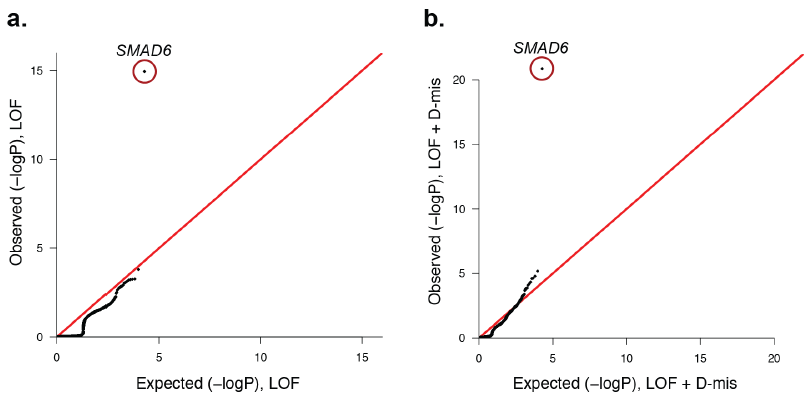 a.
SMAD6
15
10
5
0
Observed (−logP), LOF
0
5
10
15
Expected (−logP), LOF
b.
SMAD6
20
15
10
5
0
Observed (−logP), LOF + D-mis
0
5
10
15
20
Expected (−logP), LOF + D-mis